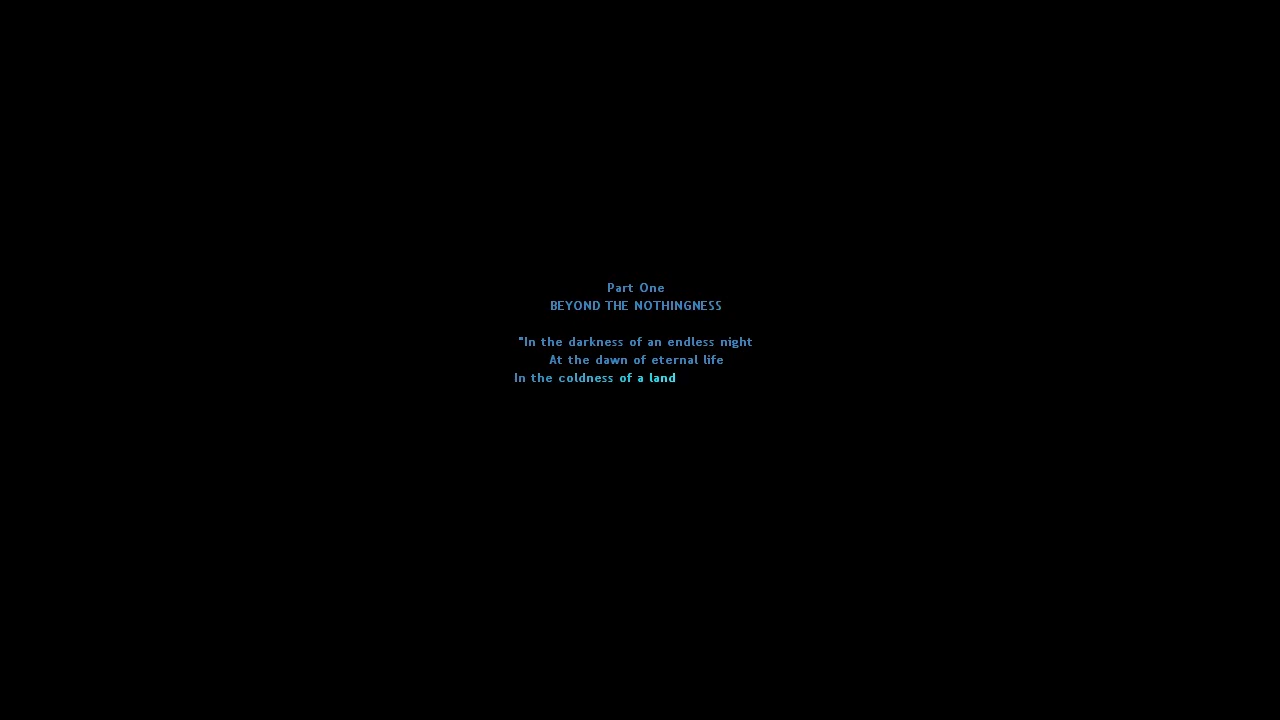 Part One
BEYOND THE NOTHINGNESS
"In the darkness of an endless night
At the dawn of eternal life
In the coldness of a land